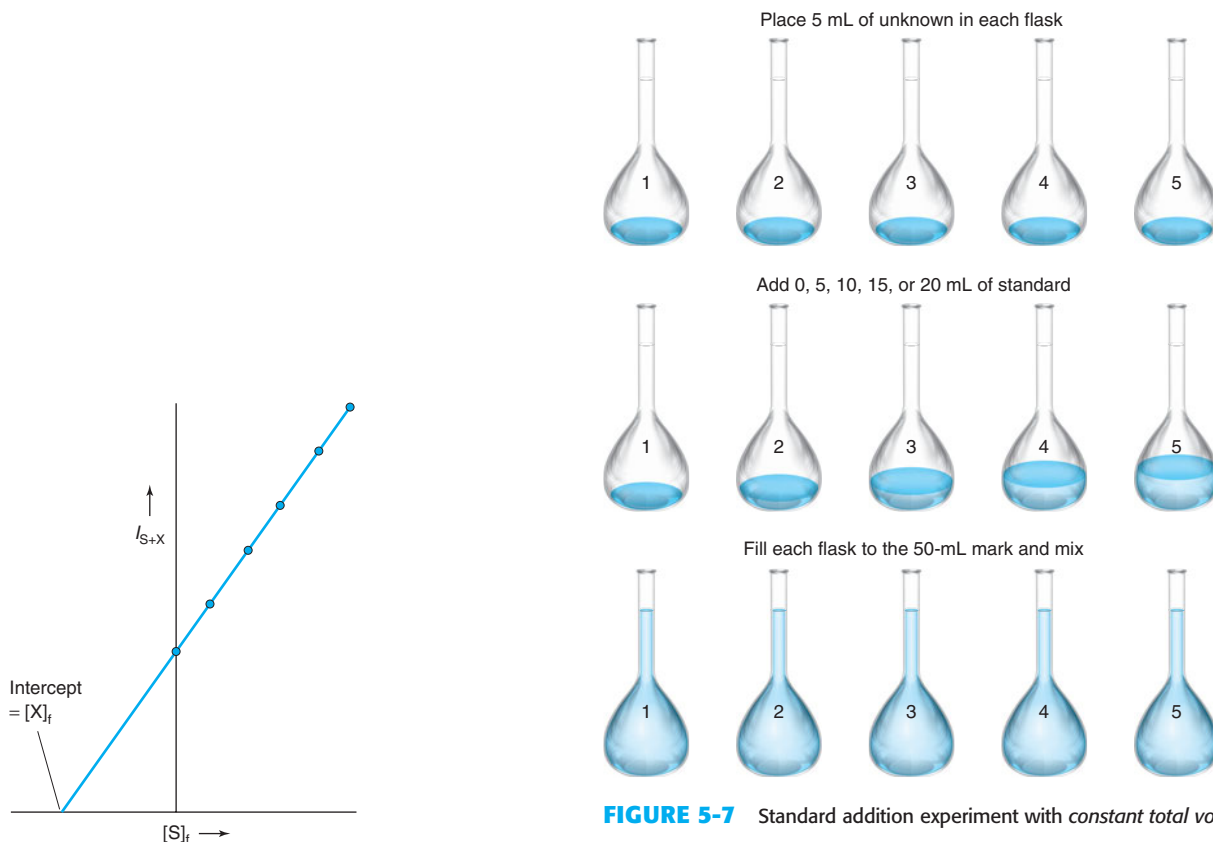 Place 5 mL of unknown in each flask
1 2 3 4 5
Add 0, 5, 10, 15, or 20 mL of standard
1 2 3 4 5
Fill each flask to the 50-mL mark and mix
1 2 3 4 5
FIGURE 5-7 Standard addition experiment with constant total
I_S+X
Intercept
= [X]_f
[S]_f